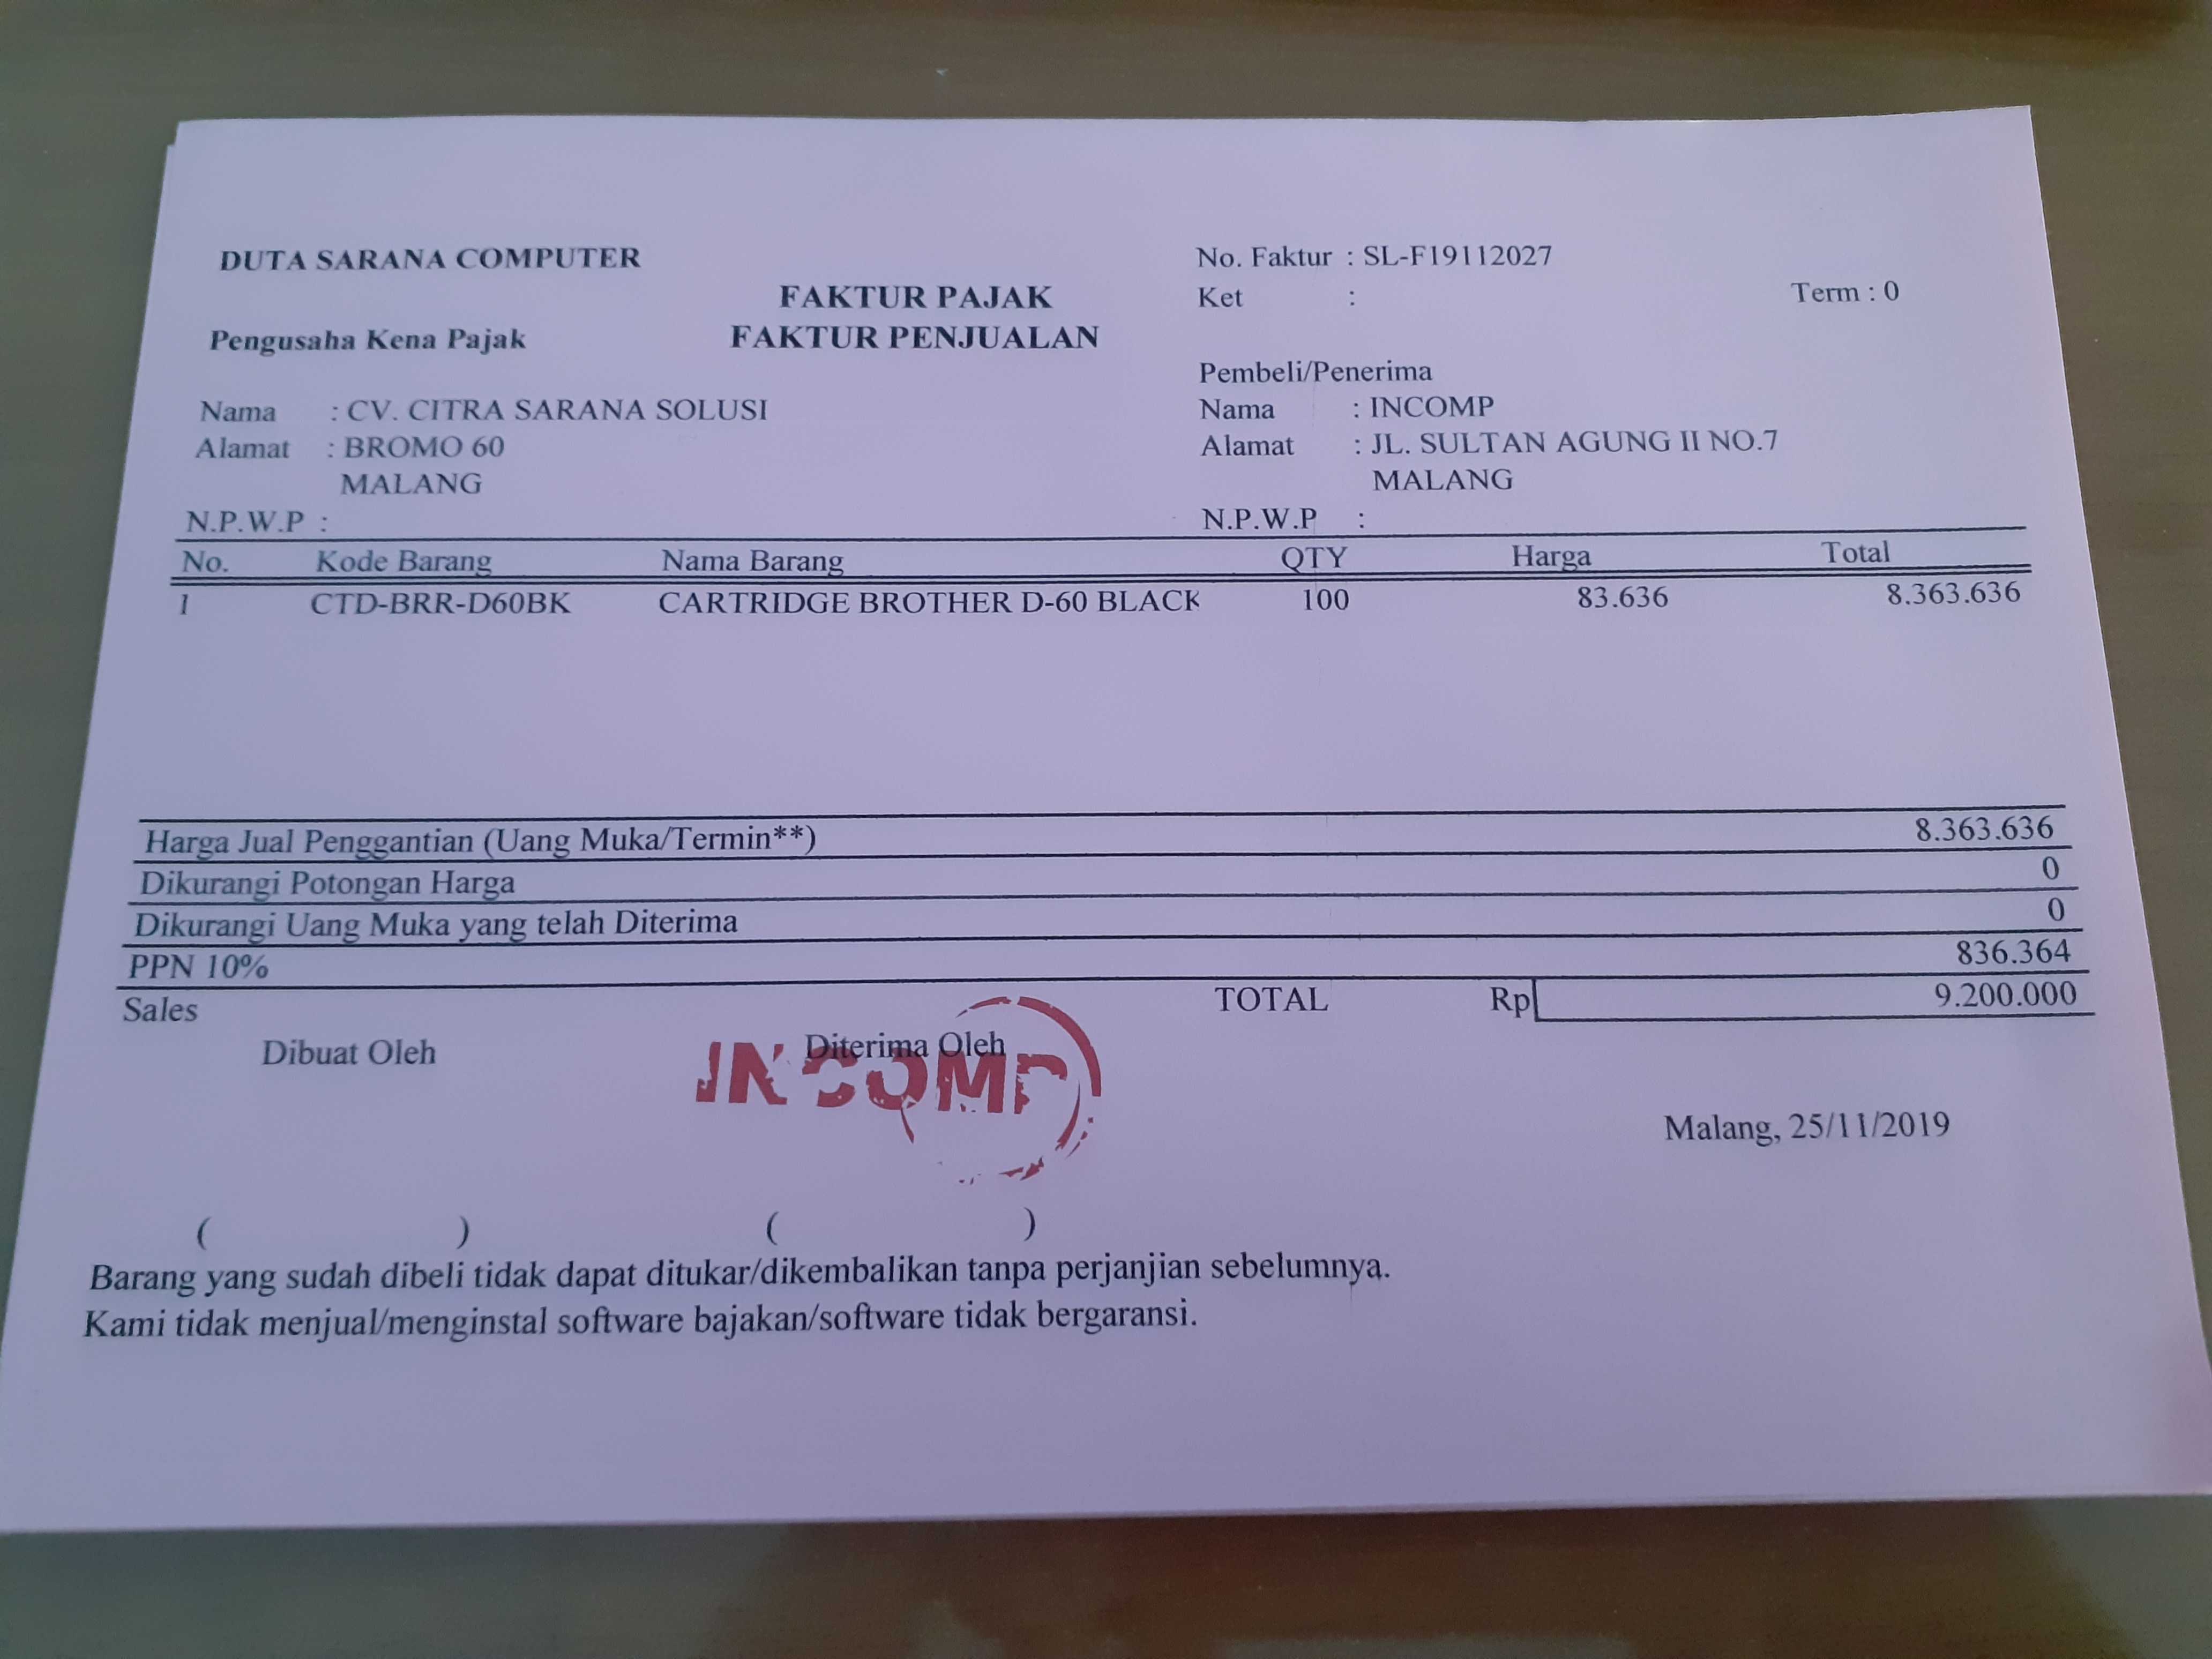 DUTA SARANA COMPUTER
No. Faktur : SL-F19112027
FAKTUR PAJAK
Ket :
Term : 0
Pengusaha Kena Pajak
FAKTUR PENJUALAN
Pembeli/Penerima
Nama : CV. CITRA SARANA SOLUSI
Nama : INCOMP
Alamat : BROMO 60
Alamat : JL. SULTAN AGUNG II NO.7
MALANG
MALANG
N.P.W.P :
N.P.W.P :
No. Kode Barang Nama Barang QTY Harga Total
1 CTD-BRR-D60BK CARTRIDGE BROTHER D-60 BLACK 100 83.636 8.363.636
Harga Jual Penggantian (Uang Muka/Termin**) 8.363.636
Dikurangi Potongan Harga 0
Dikurangi Uang Muka yang telah Diterima 0
PPN 10% 836.364
Sales TOTAL Rp 9.200.000
Dibuat Oleh Diterima Oleh
INCOMP
Malang, 25/11/2019
( ) ( )
Barang yang sudah dibeli tidak dapat ditukar/dikembalikan tanpa perjanjian sebelumnya.
Kami tidak menjual/menginstal software bajakan/software tidak bergaransi.